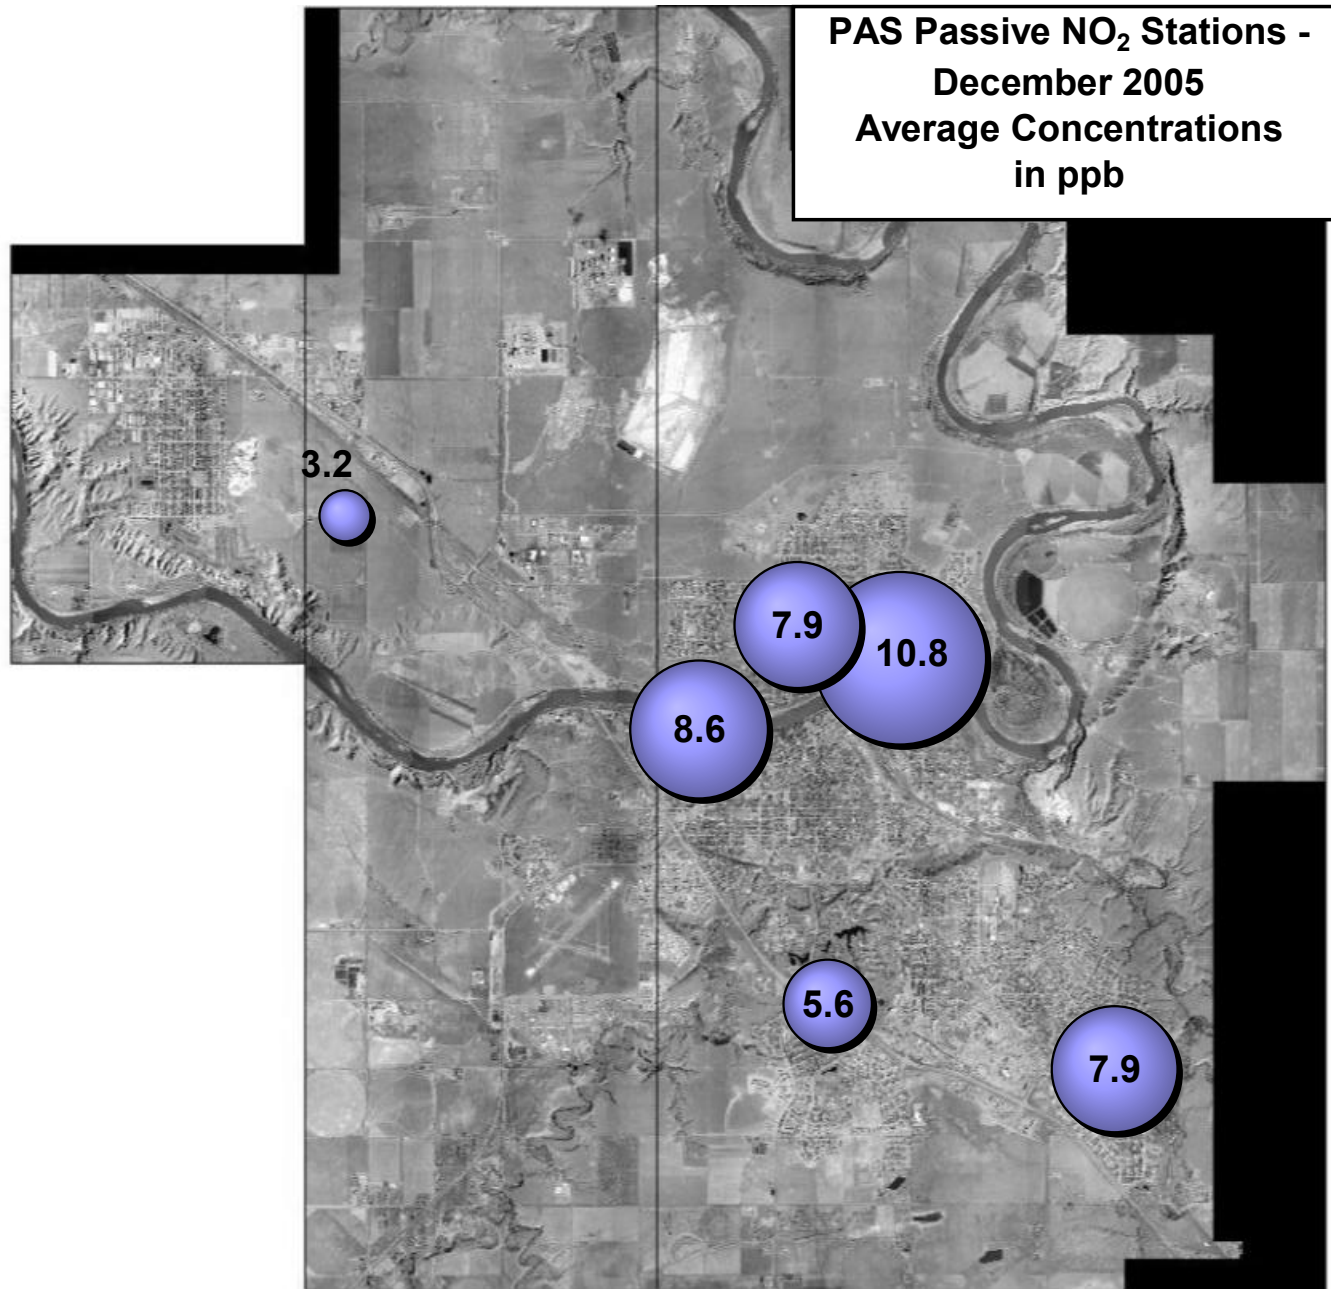 PAS Passive NO₂ Stations -
December 2005
Average Concentrations
in ppb
3.2
7.9
10.8
8.6
5.6
7.9